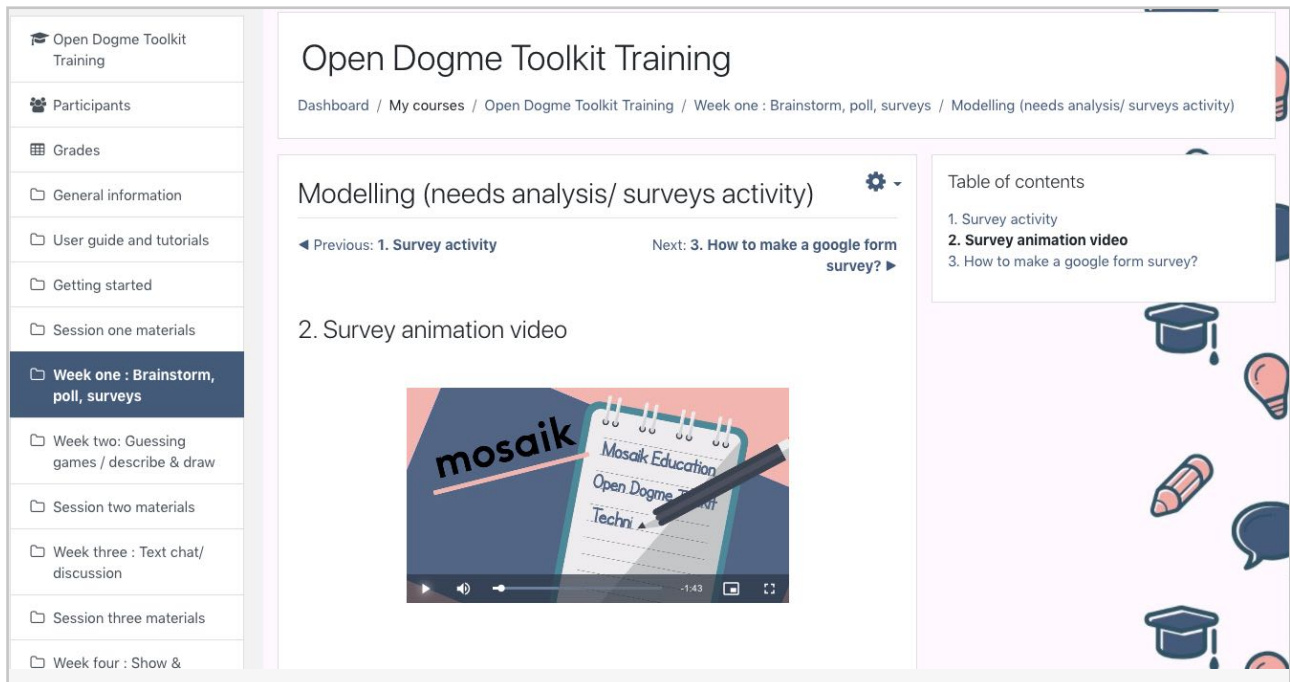 Open Dogme Toolkit
Training
Participants
Grades
General information
User guide and tutorials
Getting started
Session one materials
Week one : Brainstorm,
poll, surveys
Week two: Guessing
games / describe & draw
Session two materials
Week three : Text chat/
discussion
Session three materials
Week four : Show &
Open Dogme Toolkit Training
Dashboard / My courses / Open Dogme Toolkit Training / Week one : Brainstorm, poll, surveys / Modelling (needs analysis/ surveys activity)
Modelling (needs analysis/ surveys activity)
◀ Previous: 1. Survey activity
Next: 3. How to make a google form
survey? ▶
2. Survey animation video
mosaik
Mosaik Education
Open Dogme
Techni
-1:43
Table of contents
1. Survey activity
2. Survey animation video
3. How to make a google form survey?